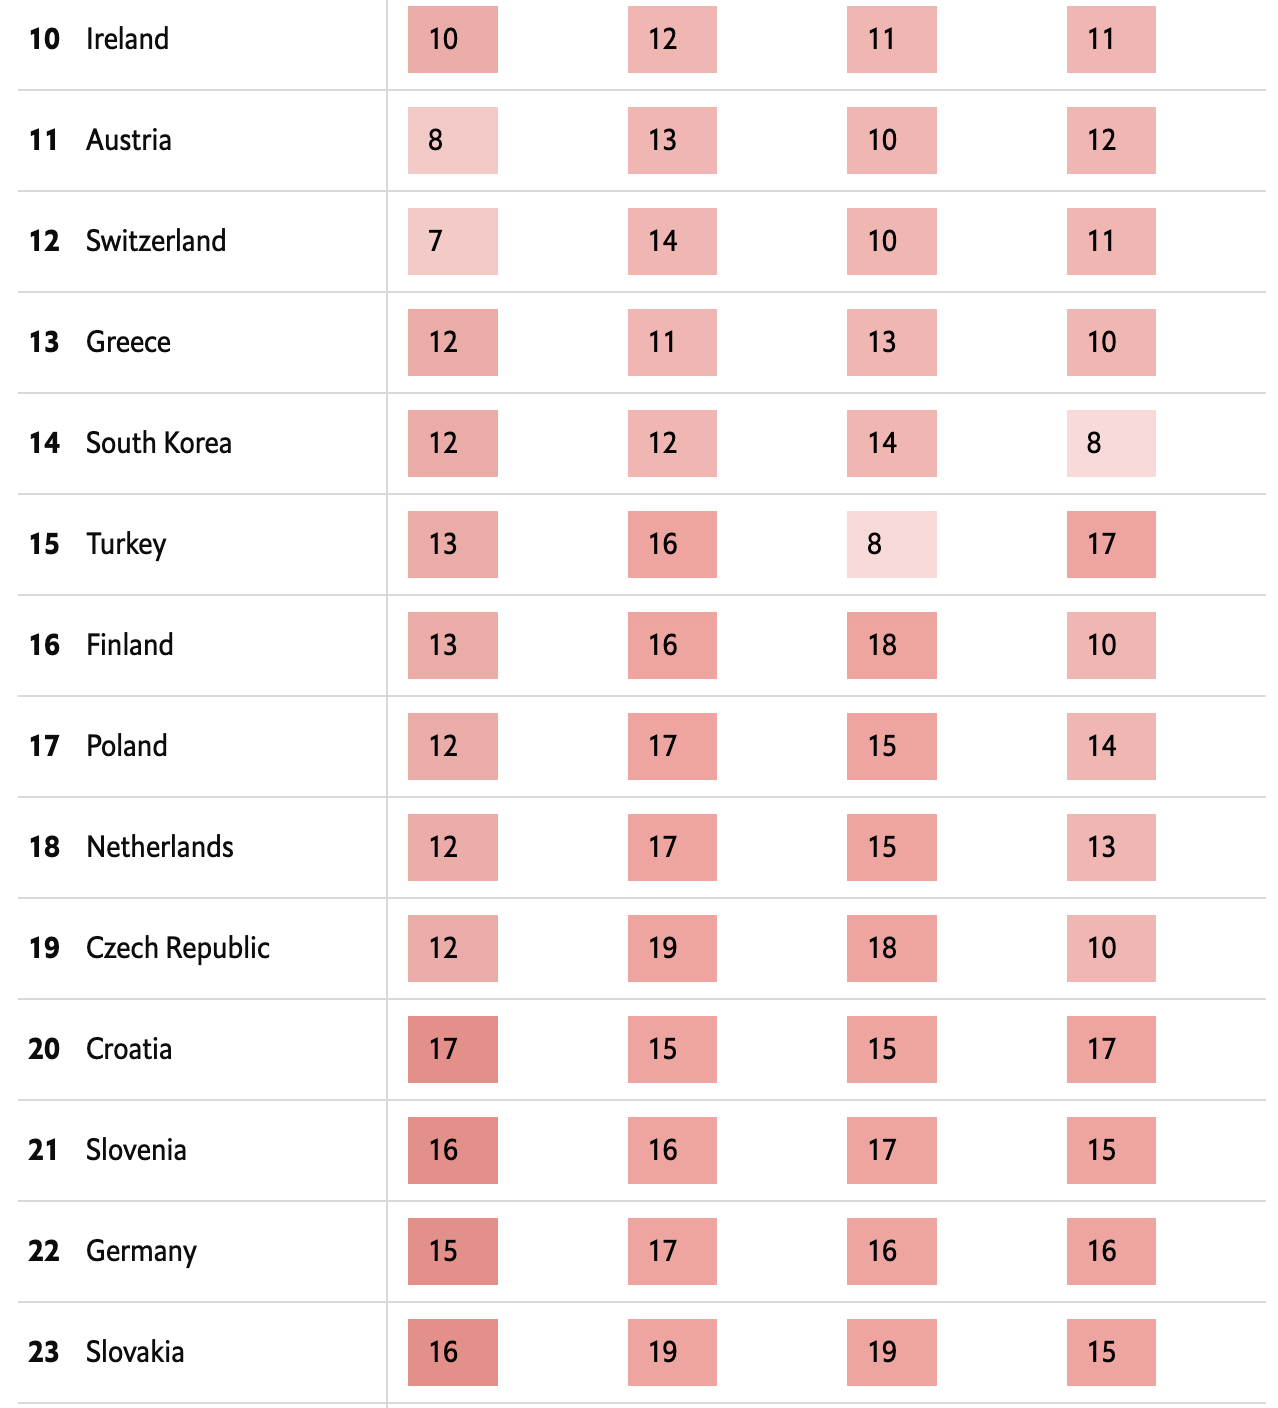 10 Ireland 10 12 11 11
11 Austria 8 13 10 12
12 Switzerland 7 14 10 11
13 Greece 12 11 13 10
14 South Korea 12 12 14 8
15 Turkey 13 16 8 17
16 Finland 13 16 18 10
17 Poland 12 17 15 14
18 Netherlands 12 17 15 13
19 Czech Republic 12 19 18 10
20 Croatia 17 15 15 17
21 Slovenia 16 16 17 15
22 Germany 15 17 16 16
23 Slovakia 16 19 19 15